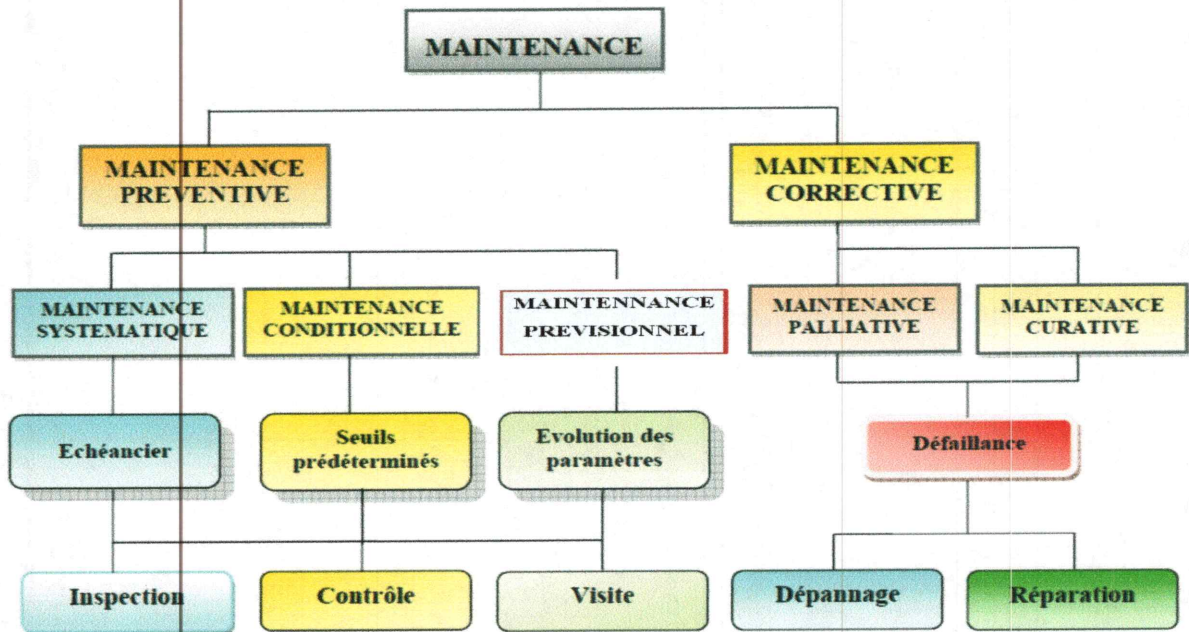 MAINTENANCE
MAINTENANCE
PREVENTIVE
MAINTENANCE
CORRECTIVE
MAINTENANCE
SYSTEMATIQUE
MAINTENANCE
CONDITIONNELLE
MAINTENNANCE
PREVISIONNEL
MAINTENANCE
PALLIATIVE
MAINTENANCE
CURATIVE
Echéancier
Seuils
prédéterminés
Evolution des
paramètres
Défaillance
Inspection
Contrôle
Visite
Dépannage
Réparation